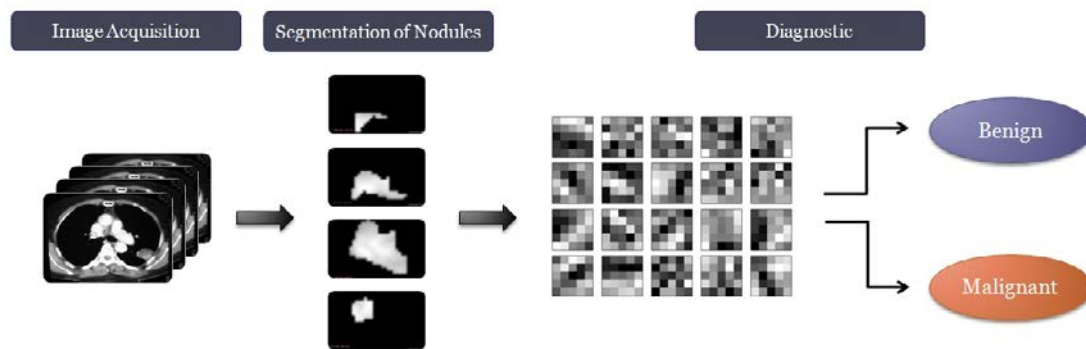 Image Acquisition
Segmentation of Nodules
Diagnostic
Benign
Malignant